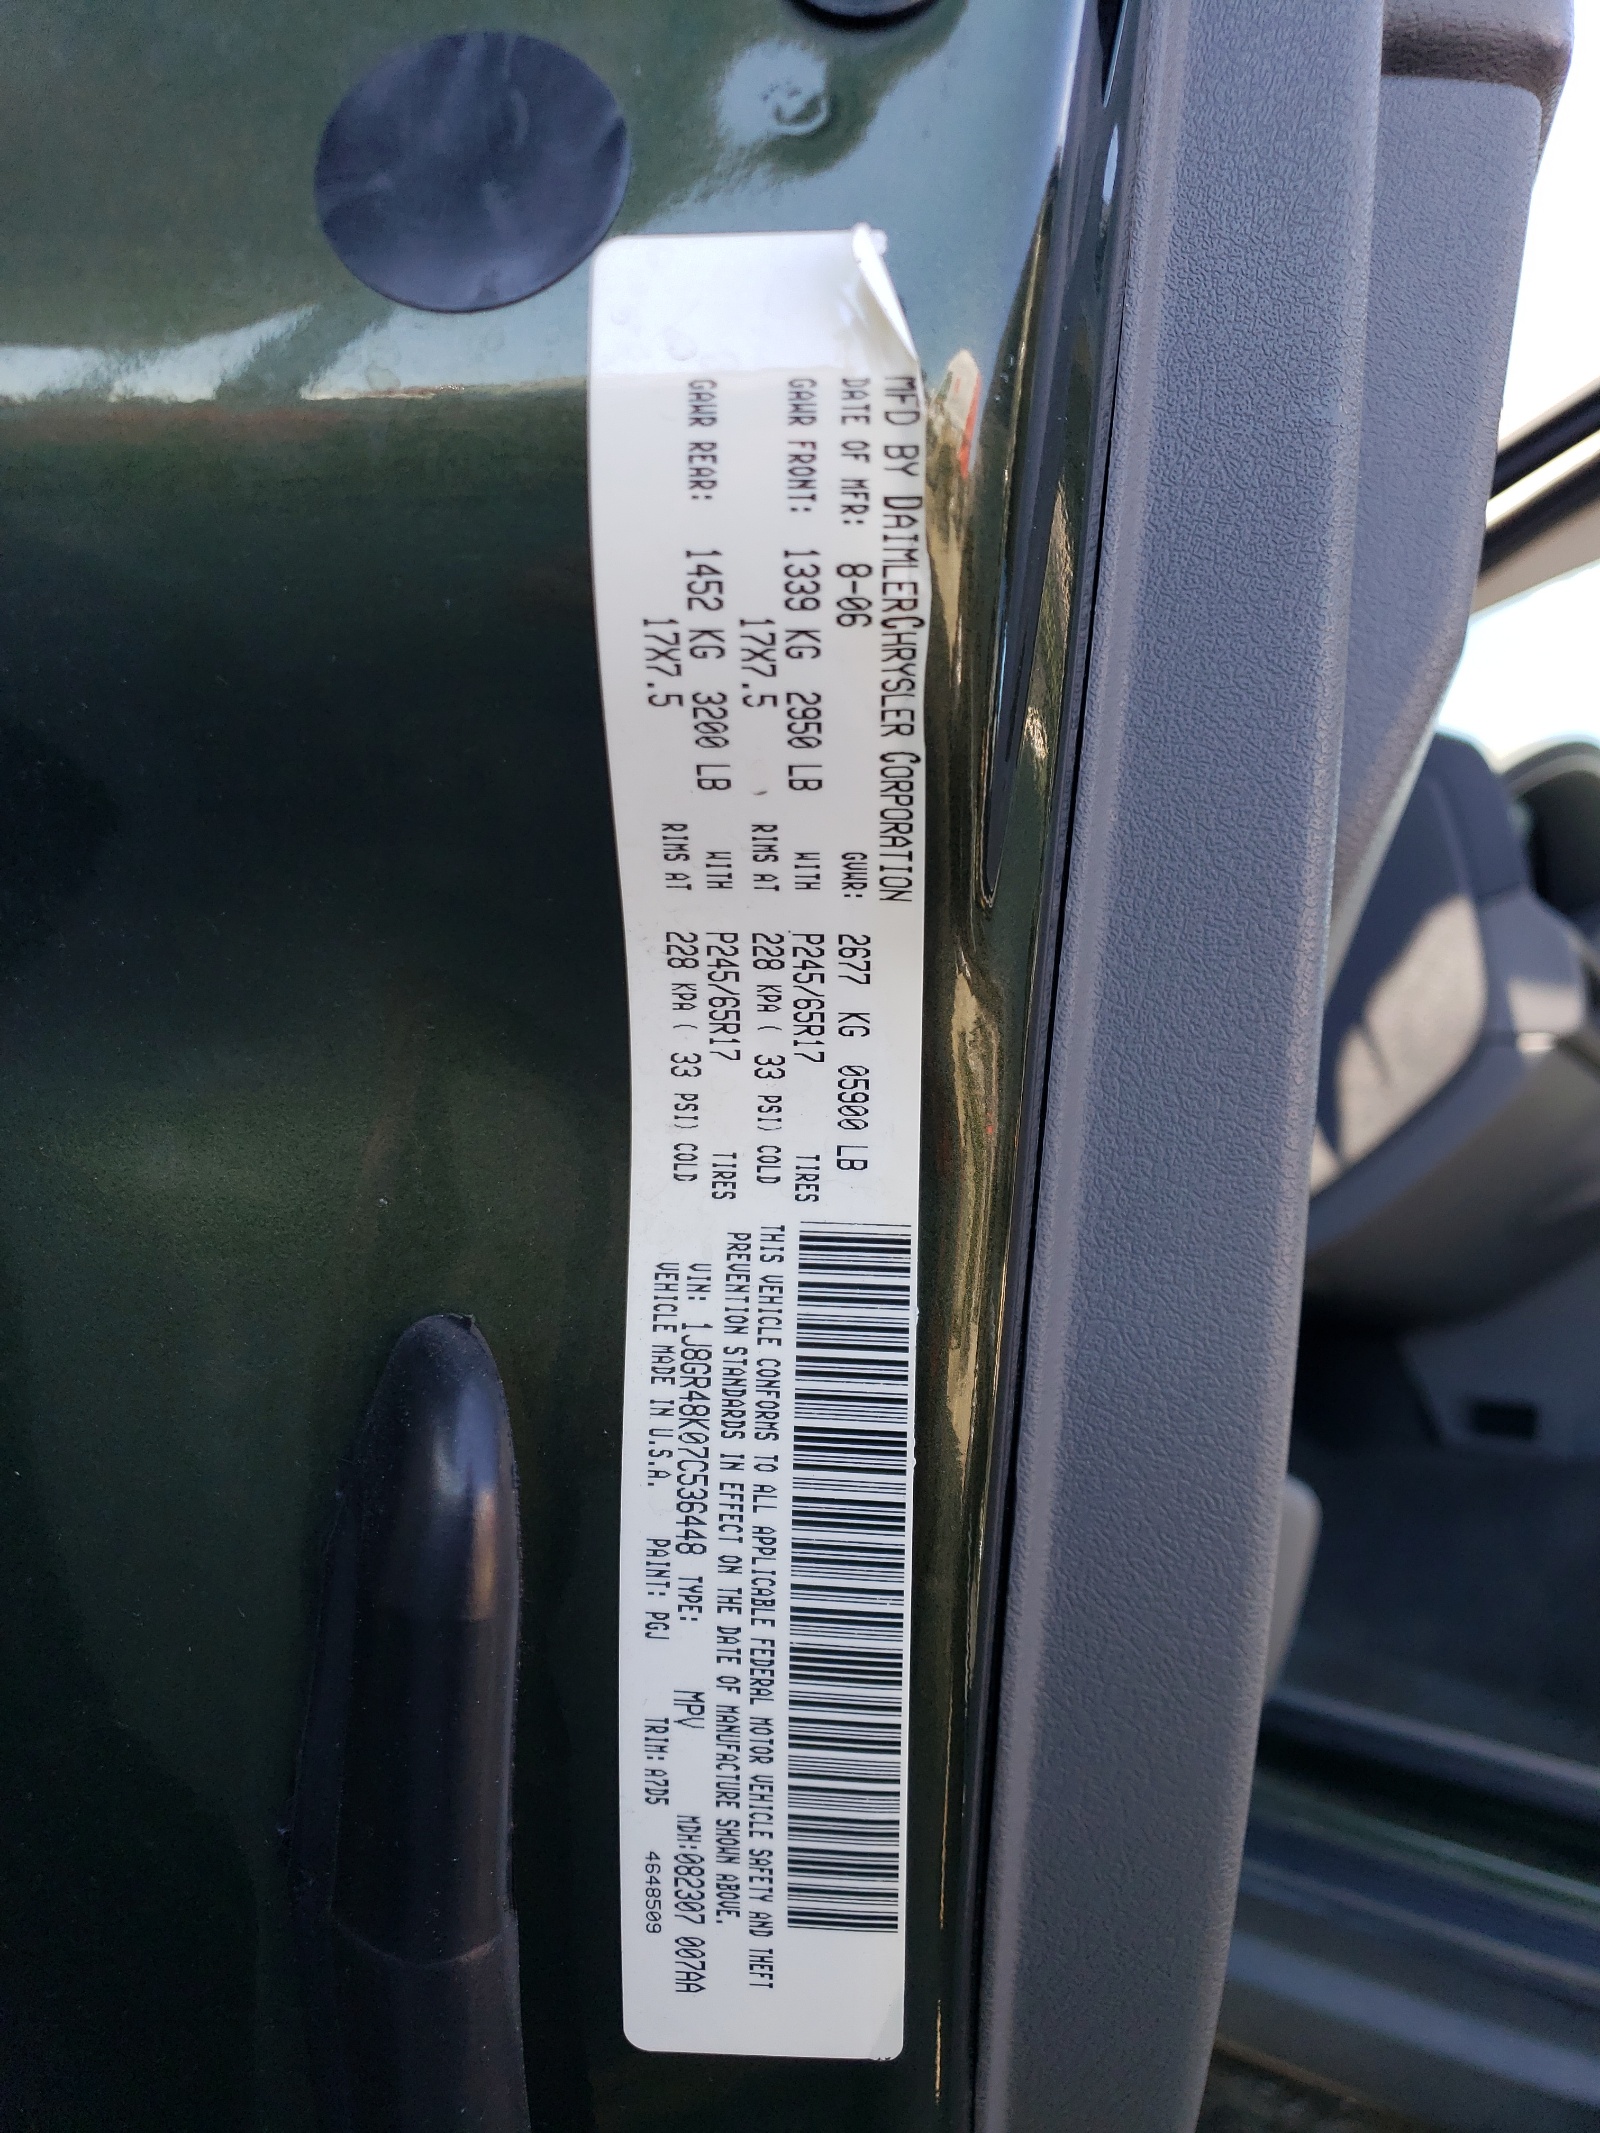 MFD BY DAIMLERCHRYSLER CORPORATION
DATE OF MFR: 8-06 GVWR: 2677 KG 05900 LB
GAWR FRONT: 1339 KG 2950 LB WITH P245/65R17 TIRES
17X7.5 RIMS AT 228 KPA ( 33 PSI) COLD
GAWR REAR: 1452 KG 3200 LB WITH P245/65R17 TIRES
17X7.5 RIMS AT 228 KPA ( 33 PSI) COLD
THIS VEHICLE CONFORMS TO ALL APPLICABLE FEDERAL MOTOR VEHICLE SAFETY AND THEFT
PREVENTION STANDARDS IN EFFECT ON THE DATE OF MANUFACTURE SHOWN ABOVE.
VIN: 1J8GR48K07C536448 TYPE: MPV MDH:082307 007AA
VEHICLE MADE IN U.S.A. PAINT: PGJ TRIM: A7D5 4648509